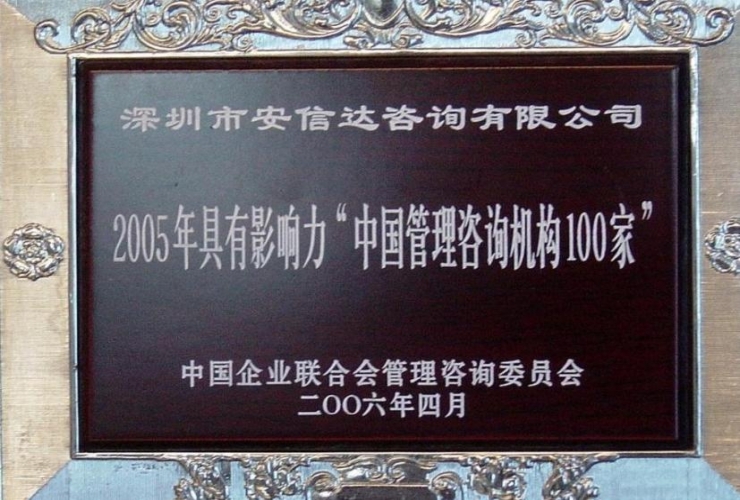 深圳市安信达咨询有限公司
2005年具有影响力“中国管理咨询机构100家”
中国企业联合会管理咨询委员会
二OO六年四月